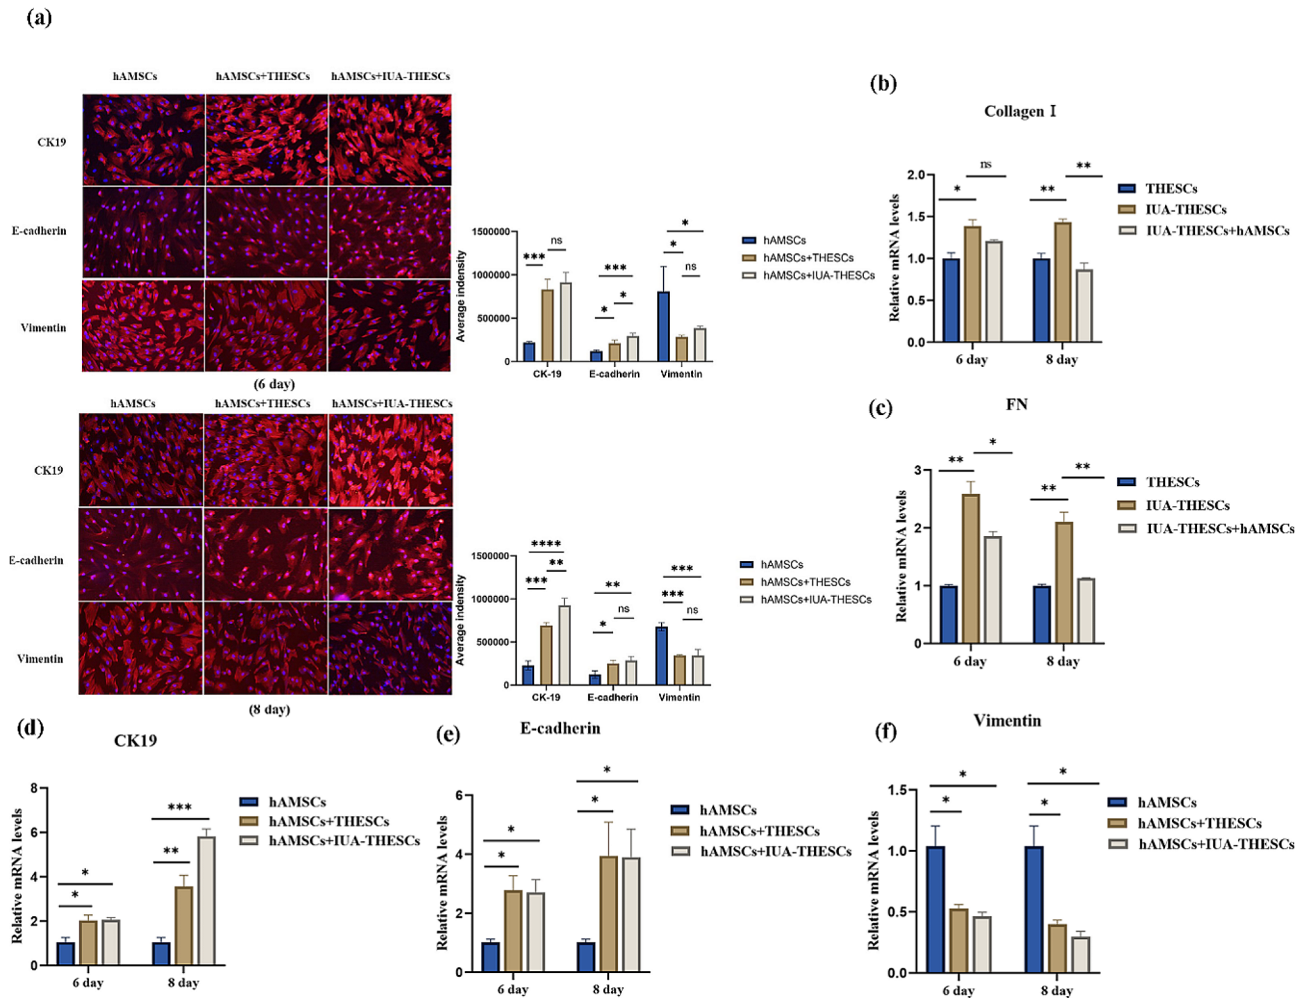 (a)
hAMSCs hAMSCs+THESCs hAMSCs+IUA-THESCs
CK19
E-cadherin
Vimentin
(6 day)
1500000
1000000
500000
0
Average indensity
*** ns
*** * *
* * ns
CK-19 E-cadherin Vimentin
hAMSCs
hAMSCs+THESCs
hAMSCs+IUA-THESCs
hAMSCs hAMSCs+THESCs hAMSCs+IUA-THESCs
CK19
E-cadherin
Vimentin
(8 day)
1500000
1000000
500000
0
Average indensity
**** *** **
** * ns
*** *** ns
CK-19 E-cadherin Vimentin
hAMSCs
hAMSCs+THESCs
hAMSCs+IUA-THESCs
(b)
Collagen Ⅰ
2.0
1.5
1.0
0.5
0.0
Relative mRNA levels
* ns ** **
6 day 8 day
THESCs
IUA-THESCs
IUA-THESCs+hAMSCs
(c)
FN
3
2
1
0
Relative mRNA levels
** * ** **
6 day 8 day
THESCs
IUA-THESCs
IUA-THESCs+hAMSCs
(d)
CK19
8
6
4
2
0
Relative mRNA levels
* * *** **
6 day 8 day
hAMSCs
hAMSCs+THESCs
hAMSCs+IUA-THESCs
(e)
E-cadherin
6
4
2
0
Relative mRNA levels
* * * *
6 day 8 day
hAMSCs
hAMSCs+THESCs
hAMSCs+IUA-THESCs
(f)
Vimentin
1.5
1.0
0.5
0.0
Relative mRNA levels
* * * *
6 day 8 day
hAMSCs
hAMSCs+THESCs
hAMSCs+IUA-THESCs